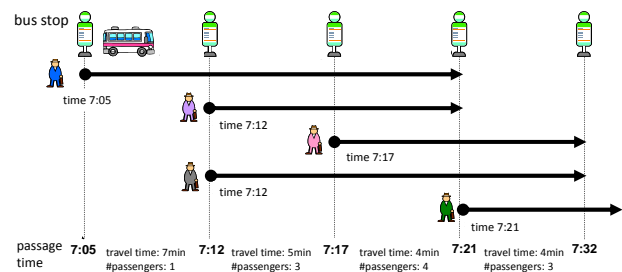 bus stop
time 7:05
time 7:12
time 7:17
time 7:12
time 7:21
passage time
7:05
travel time: 7min
#passengers: 1
7:12
travel time: 5min
#passengers: 3
7:17
travel time: 4min
#passengers: 4
7:21
travel time: 4min
#passengers: 3
7:32